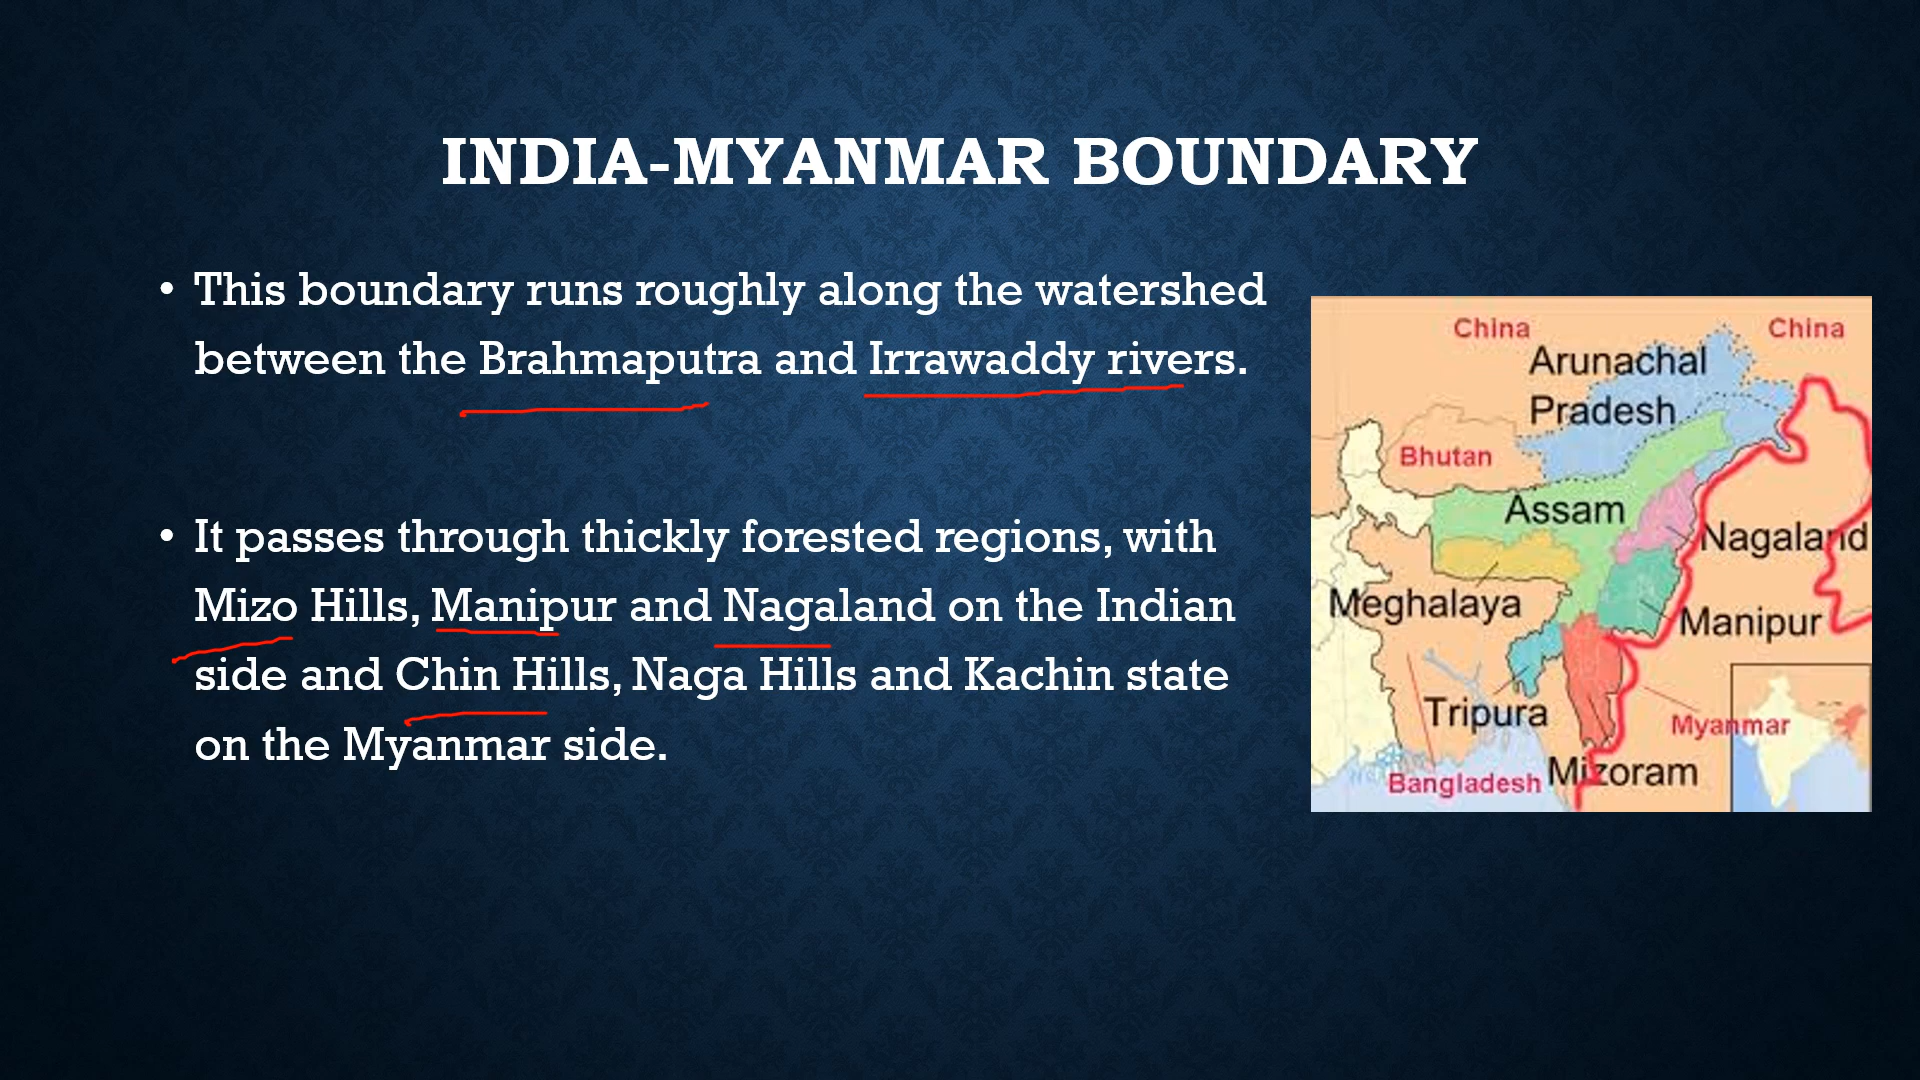 INDIA-MYANMAR BOUNDARY
• This boundary runs roughly along the watershed
between the Brahmaputra and Irrawaddy rivers.
• It passes through thickly forested regions, with
Mizo Hills, Manipur and Nagaland on the Indian
side and Chin Hills, Naga Hills and Kachin state
on the Myanmar side.
China
China
Arunachal
Pradesh
Bhutan
Assam
Nagaland
Meghalaya
Manipur
Tripura
Myanmar
Bangladesh
Mizoram